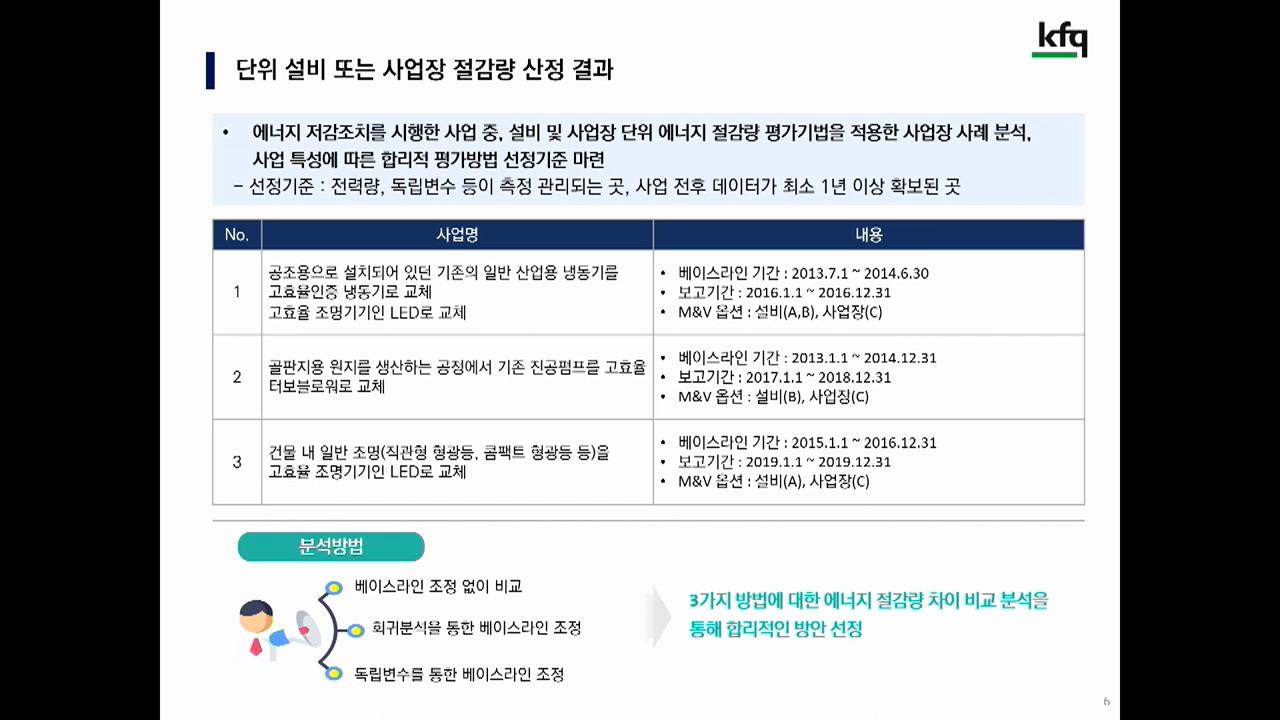 kfq
단위 설비 또는 사업장 절감량 산정 결과
• 에너지 저감조치를 시행한 사업 중, 설비 및 사업장 단위 에너지 절감량 평가기법을 적용한 사업장 사례 분석,
사업 특성에 따른 합리적 평가방법 선정기준 마련
– 선정기준 : 전력량, 독립변수 등이 측정 관리되는 곳, 사업 전후 데이터가 최소 1년 이상 확보된 곳
No. 사업명 내용
1
공조용으로 설치되어 있던 기존의 일반 산업용 냉동기를
고효율인증 냉동기로 교체
고효율 조명기기인 LED로 교체
• 베이스라인 기간 : 2013.7.1 ~ 2014.6.30
• 보고기간 : 2016.1.1 ~ 2016.12.31
• M&V 옵션 : 설비(A,B), 사업장(C)
2
골판지용 원지를 생산하는 공정에서 기존 진공펌프를 고효율
터보블로워로 교체
• 베이스라인 기간 : 2013.1.1 ~ 2014.12.31
• 보고기간 : 2017.1.1 ~ 2018.12.31
• M&V 옵션 : 설비(B), 사업장(C)
3
건물 내 일반 조명(직관형 형광등, 콤팩트 형광등 등)을
고효율 조명기기인 LED로 교체
• 베이스라인 기간 : 2015.1.1 ~ 2016.12.31
• 보고기간 : 2019.1.1 ~ 2019.12.31
• M&V 옵션 : 설비(A), 사업장(C)
분석방법
베이스라인 조정 없이 비교
회귀분석을 통한 베이스라인 조정
독립변수를 통한 베이스라인 조정
3가지 방법에 대한 에너지 절감량 차이 비교 분석을
통해 합리적인 방안 선정
6